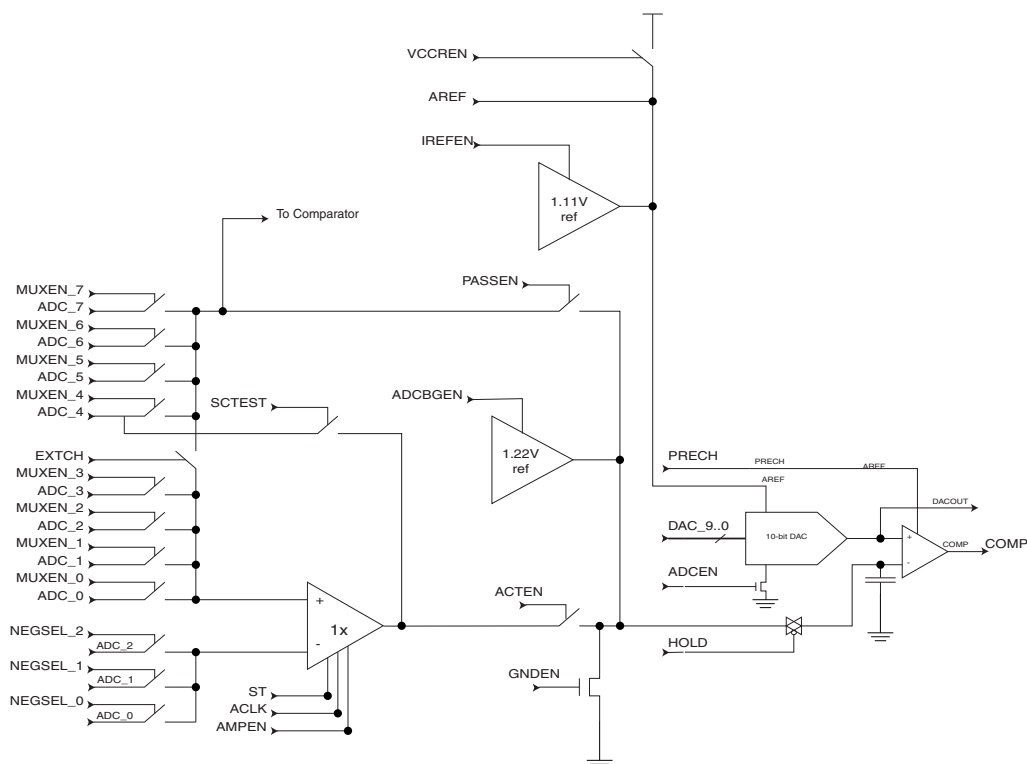 VCCREN
AREF
IREFEN
1.11V
ref
To Comparator
PASSEN
MUXEN_7
ADC_7
MUXEN_6
ADC_6
MUXEN_5
ADC_5
MUXEN_4
ADC_4
SCTEST
ADCBGEN
1.22V
ref
EXTCH
MUXEN_3
ADC_3
MUXEN_2
ADC_2
MUXEN_1
ADC_1
MUXEN_0
ADC_0
PRECH
PRECH
AREF
AREF
DACOUT
DAC_9..0
10-bit DAC
+
-
COMP
COMP
ADCEN
ACTEN
+
-
1x
NEGSEL_2
ADC_2
NEGSEL_1
ADC_1
NEGSEL_0
ADC_0
HOLD
GNDEN
ST
ACLK
AMPEN